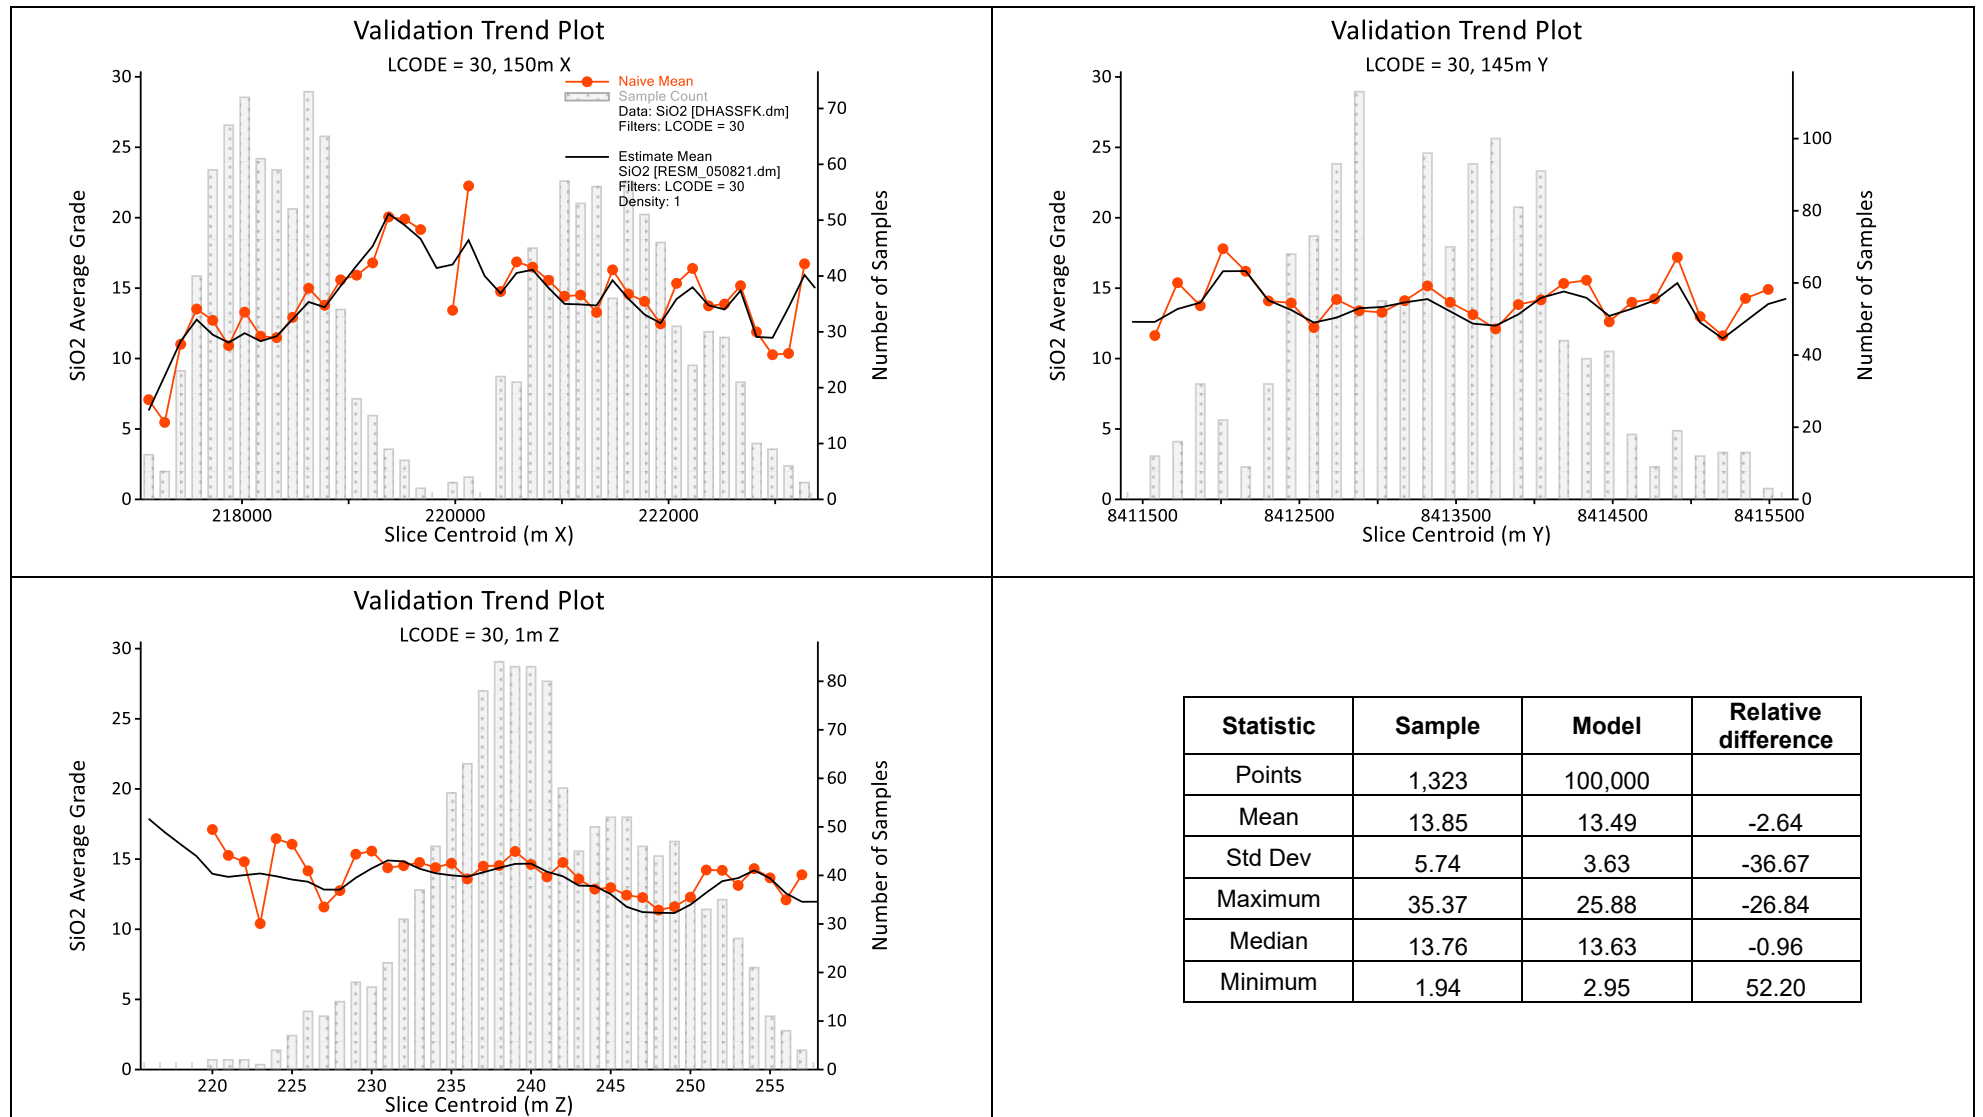 Validation Trend Plot
LCODE = 30, 150m X
Naive Mean
Sample Count
Data: SiO2 [DHASSFK.dm]
Filters: LCODE = 30
Estimate Mean
SiO2 [RESM_050821.dm]
Filters: LCODE = 30
Density: 1
SiO2 Average Grade
30
25
20
15
10
5
0
Number of Samples
70
60
50
40
30
20
10
0
218000 220000 222000
Slice Centroid (m X)
Validation Trend Plot
LCODE = 30, 145m Y
SiO2 Average Grade
30
25
20
15
10
5
0
Number of Samples
100
80
60
40
20
0
8411500 8412500 8413500 8414500 8415500
Slice Centroid (m Y)
Validation Trend Plot
LCODE = 30, 1m Z
SiO2 Average Grade
30
25
20
15
10
5
0
Number of Samples
80
70
60
50
40
30
20
10
0
220 225 230 235 240 245 250 255
Slice Centroid (m Z)
Statistic Sample Model Relative
difference
Points 1,323 100,000
Mean 13.85 13.49 -2.64
Std Dev 5.74 3.63 -36.67
Maximum 35.37 25.88 -26.84
Median 13.76 13.63 -0.96
Minimum 1.94 2.95 52.20